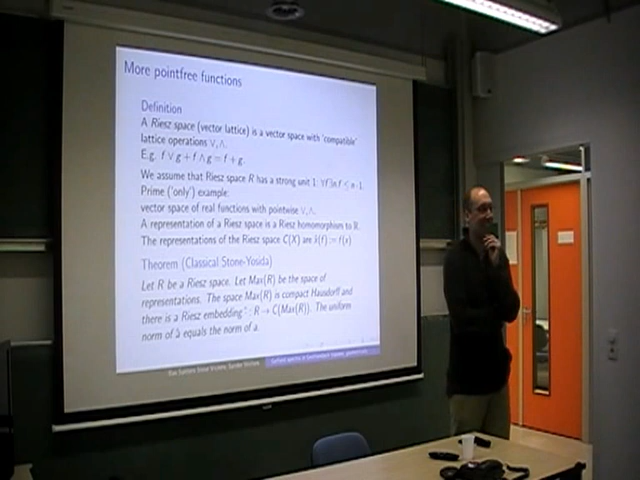 More pointfree functions
Definition
A Riesz space (vector lattice) is a vector space with 'compatible'
lattice operations ∨, ∧.
E.g. f ∨ g + f ∧ g = f + g.
We assume that Riesz space R has a strong unit 1: ∀f∃n.f ≤ n · 1.
Prime ('only') example:
vector space of real functions with pointwise ∨, ∧.
A representation of a Riesz space is a Riesz homomorphism to ℝ.
The representations of the Riesz space C(X) are x̂(f) := f(x)
Theorem (Classical Stone-Yosida)
Let R be a Riesz space. Let Max(R) be the space of
representations. The space Max(R) is compact Hausdorff and
there is a Riesz embedding ˆ· : R → C(Max(R)). The uniform
norm of â equals the norm of a.
Bas Spitters